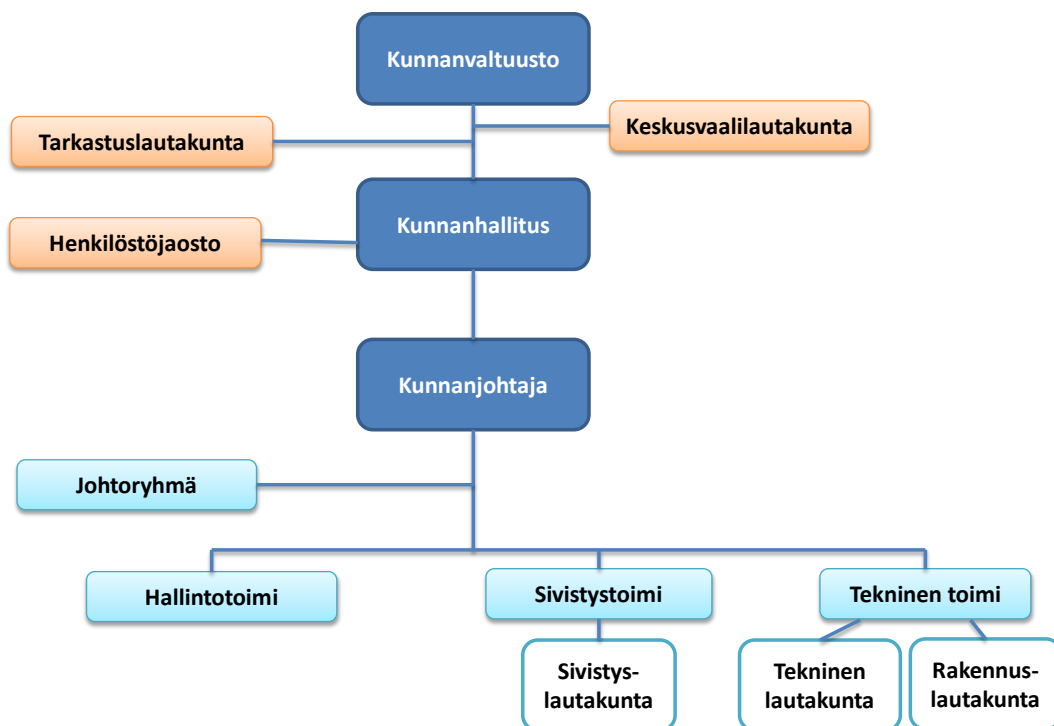 Kunnanvaltuusto
Keskusvaalilautakunta
Tarkastuslautakunta
Kunnanhallitus
Henkilöstöjaosto
Kunnanjohtaja
Johtoryhmä
Hallintotoimi
Sivistystoimi
Tekninen toimi
Sivistys-
lautakunta
Tekninen
lautakunta
Rakennus-
lautakunta